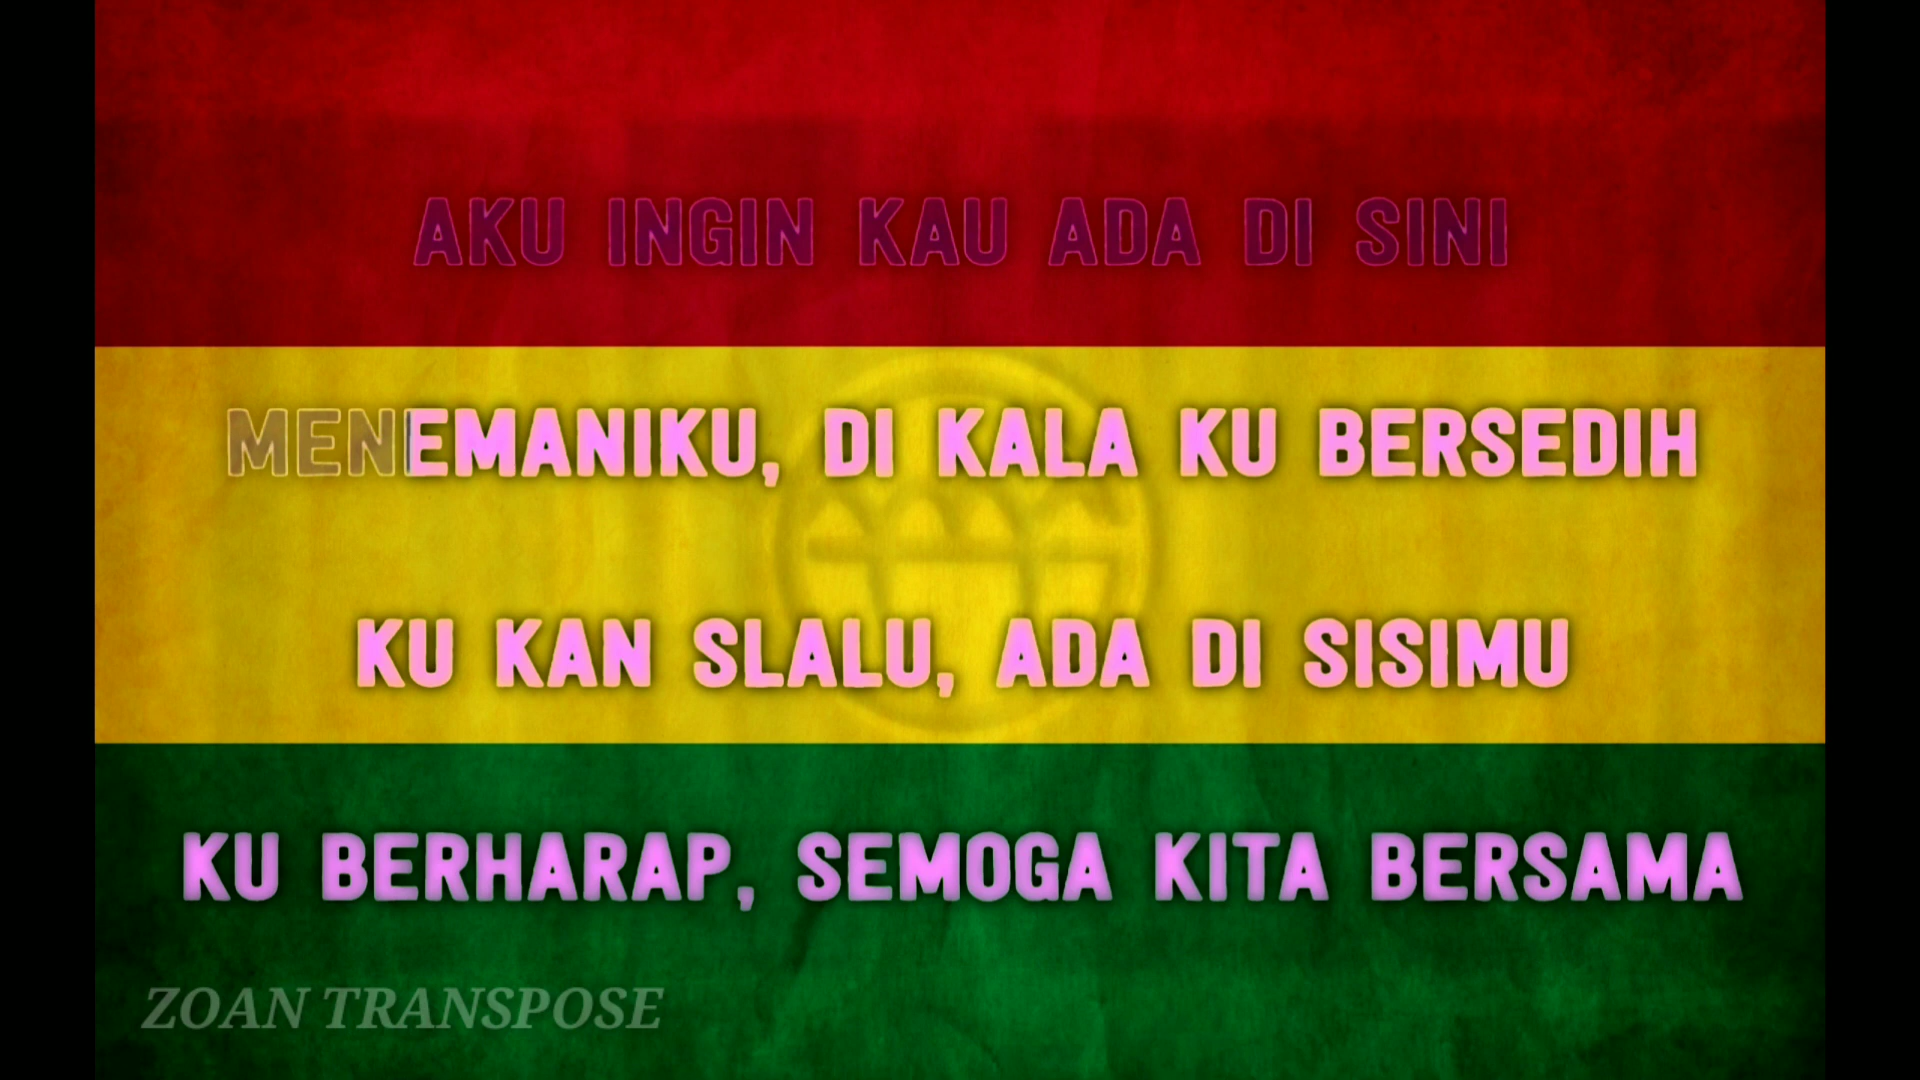 AKU INGIN KAU ADA DI SINI
MENEMANIKU, DI KALA KU BERSEDIH
KU KAN SLALU, ADA DI SISIMU
KU BERHARAP, SEMOGA KITA BERSAMA
ZOAN TRANSPOSE